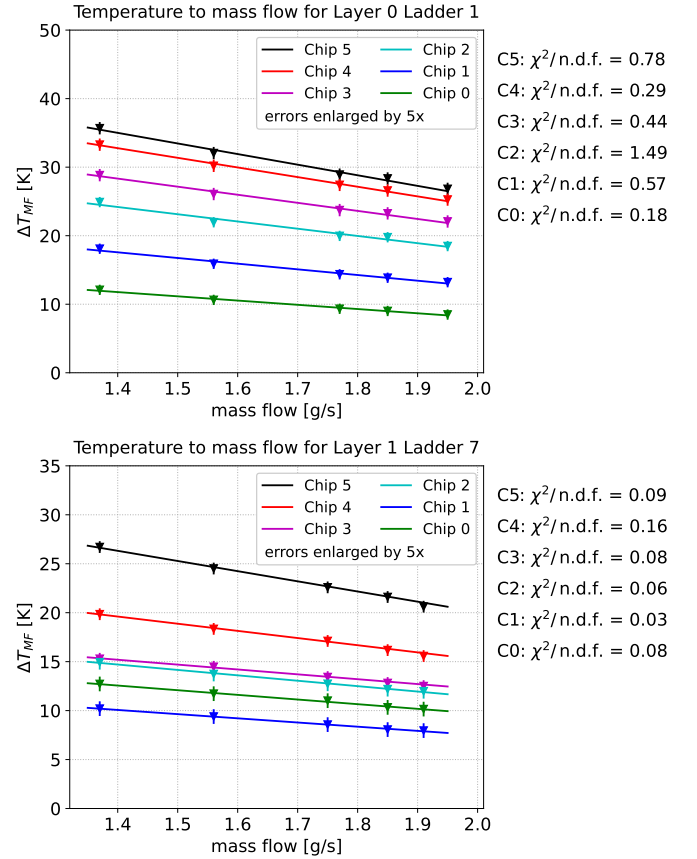 Temperature to mass flow for Layer 0 Ladder 1
50
40
30
20
10
0
ΔT_MF [K]
Chip 5
Chip 4
Chip 3
Chip 2
Chip 1
Chip 0
errors enlarged by 5x
1.4 1.5 1.6 1.7 1.8 1.9 2.0
mass flow [g/s]
C5: χ²/n.d.f. = 0.78
C4: χ²/n.d.f. = 0.29
C3: χ²/n.d.f. = 0.44
C2: χ²/n.d.f. = 1.49
C1: χ²/n.d.f. = 0.57
C0: χ²/n.d.f. = 0.18
Temperature to mass flow for Layer 1 Ladder 7
35
30
25
20
15
10
5
0
ΔT_MF [K]
Chip 5
Chip 4
Chip 3
Chip 2
Chip 1
Chip 0
errors enlarged by 5x
1.4 1.5 1.6 1.7 1.8 1.9 2.0
mass flow [g/s]
C5: χ²/n.d.f. = 0.09
C4: χ²/n.d.f. = 0.16
C3: χ²/n.d.f. = 0.08
C2: χ²/n.d.f. = 0.06
C1: χ²/n.d.f. = 0.03
C0: χ²/n.d.f. = 0.08